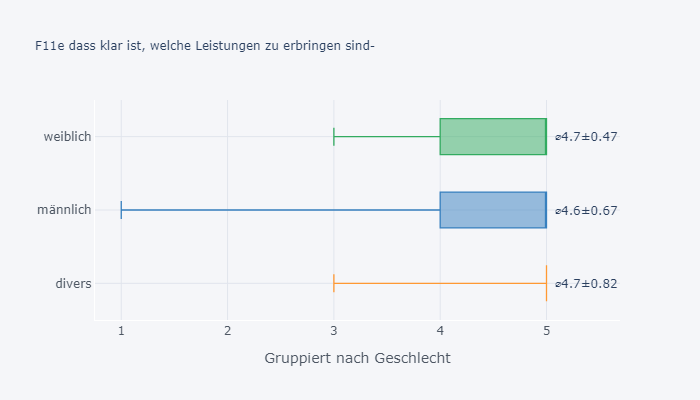 F11e dass klar ist, welche Leistungen zu erbringen sind-
weiblich
⌀4.7±0.47
männlich
⌀4.6±0.67
divers
⌀4.7±0.82
1 2 3 4 5
Gruppiert nach Geschlecht